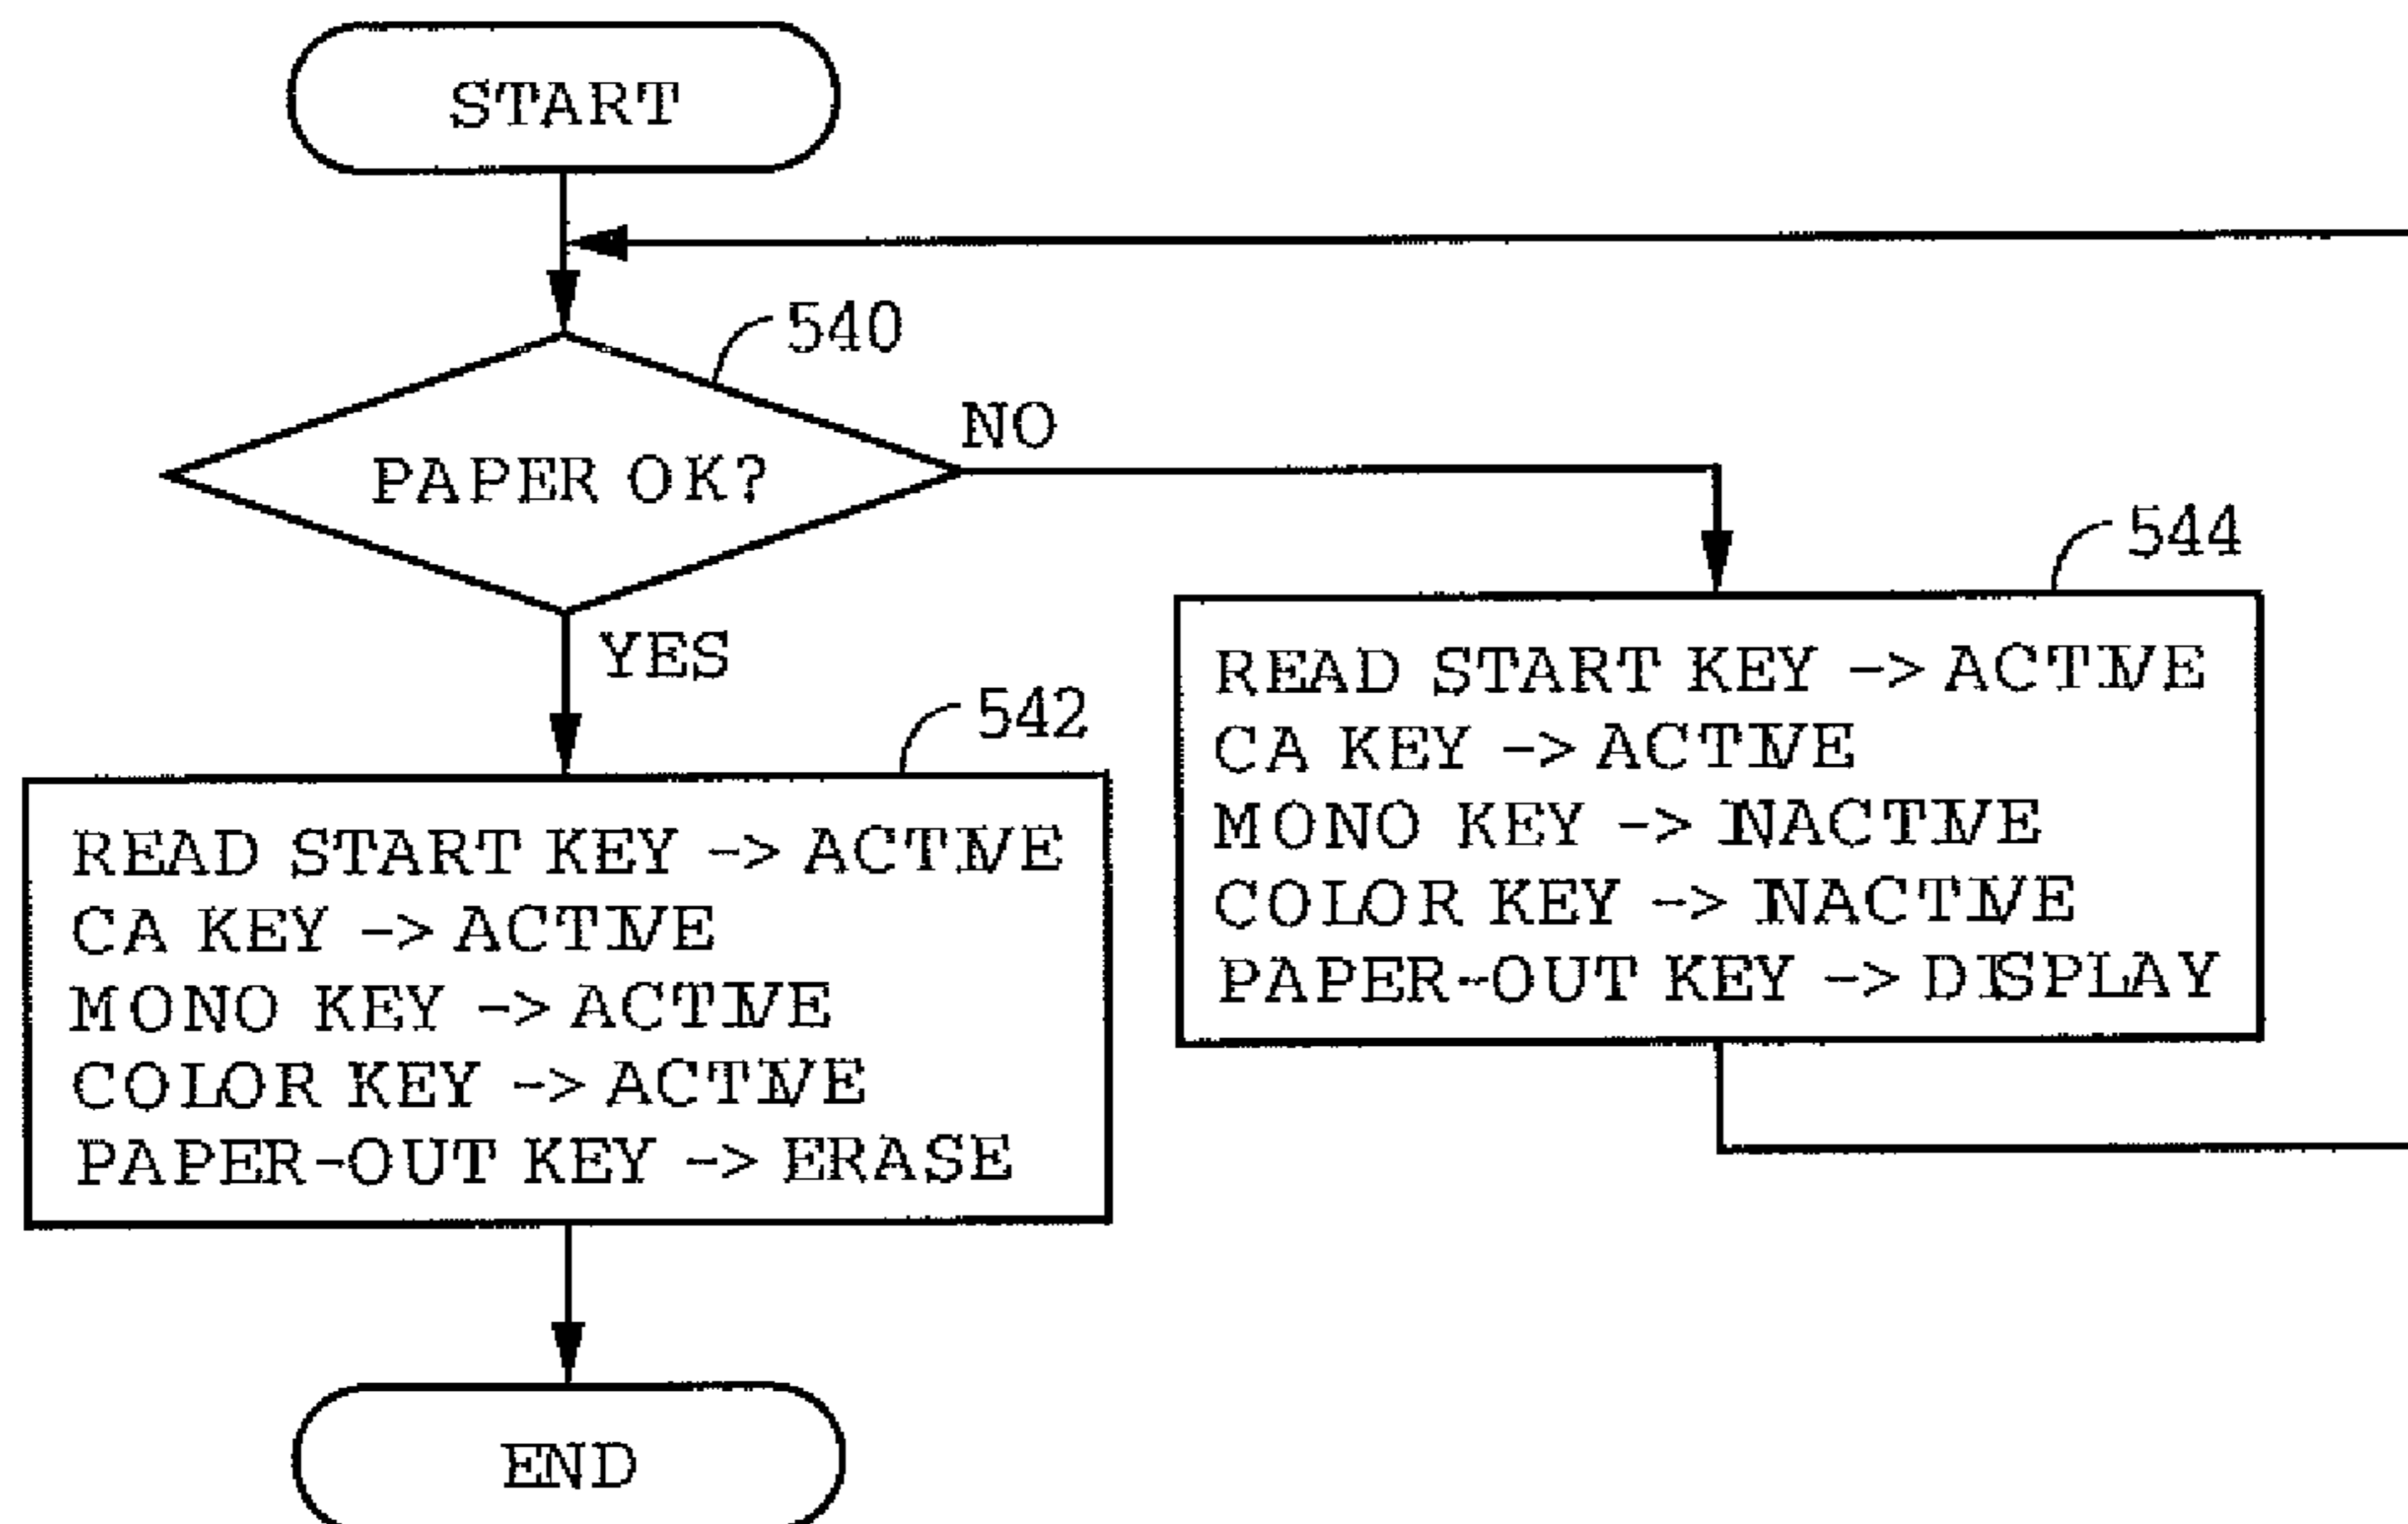 START
540
PAPER OK?
NO
YES
544
READ START KEY -> ACTIVE
CA KEY -> ACTIVE
MONO KEY -> INACTIVE
COLOR KEY -> INACTIVE
PAPER-OUT KEY -> DISPLAY
542
READ START KEY -> ACTIVE
CA KEY -> ACTIVE
MONO KEY -> ACTIVE
COLOR KEY -> ACTIVE
PAPER-OUT KEY -> ERASE
END